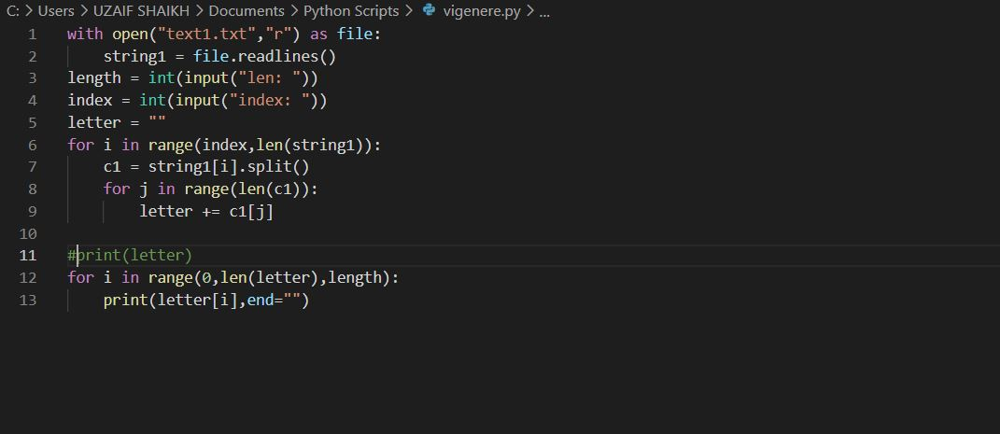 C: > Users > UZAIF SHAIKH > Documents > Python Scripts > vigenere.py > ...
1 with open("text1.txt","r") as file:
2     string1 = file.readlines()
3 length = int(input("len: "))
4 index = int(input("index: "))
5 letter = ""
6 for i in range(index,len(string1)):
7     c1 = string1[i].split()
8     for j in range(len(c1)):
9         letter += c1[j]
10
11 #print(letter)
12 for i in range(0,len(letter),length):
13     print(letter[i],end="")